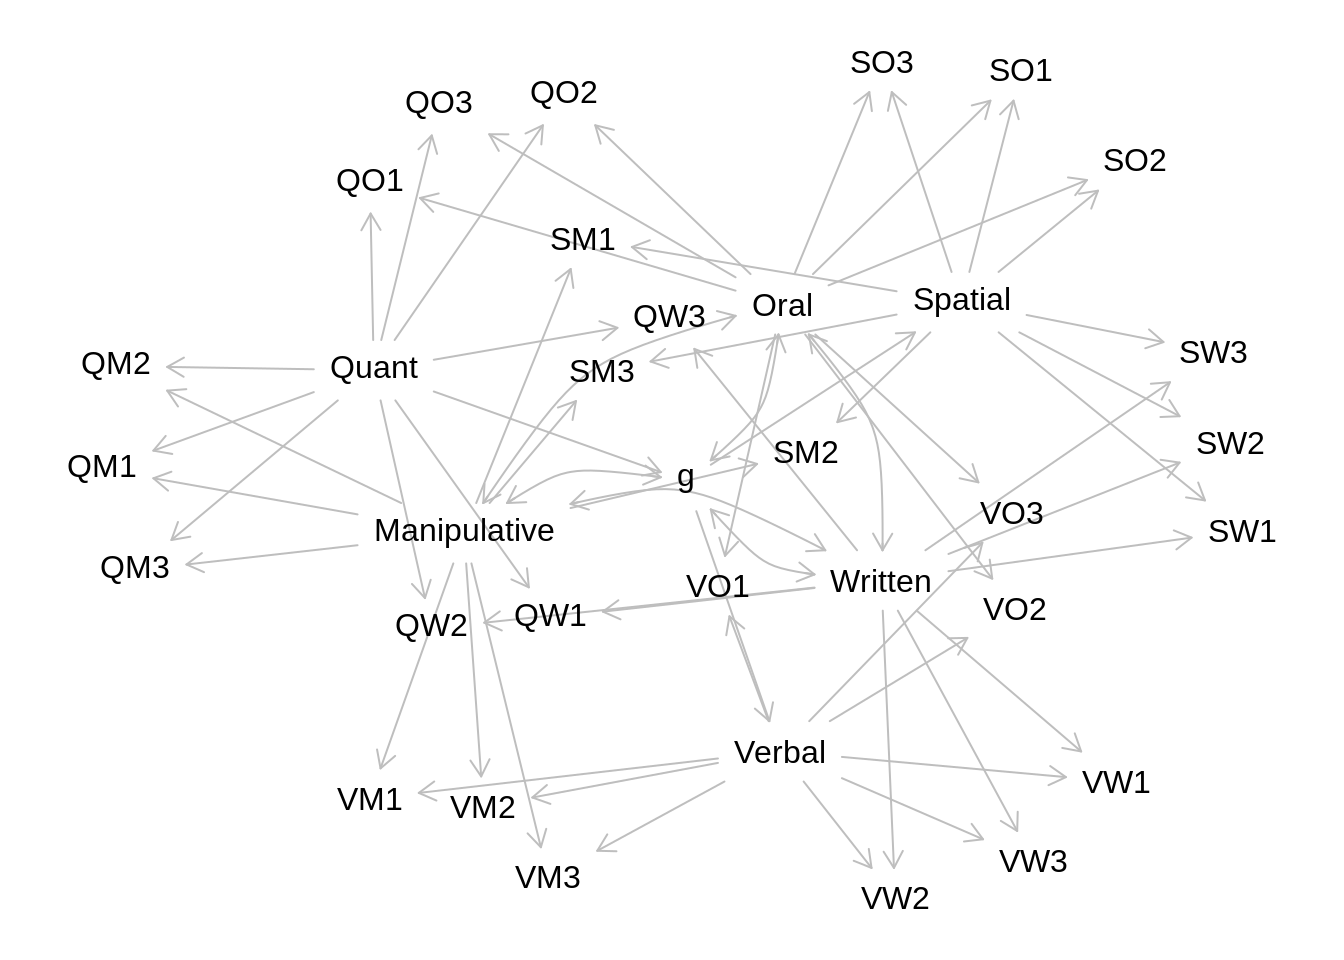 SO3
SO1
QO2
QO3
SO2
QO1
SM1
Spatial
Oral
QW3
SW3
QM2
Quant
SM3
SW2
SM2
QM1
g
VO3
Manipulative
SW1
QM3
Written
VO1
VO2
QW1
QW2
Verbal
VW1
VM1
VM2
VW3
VM3
VW2